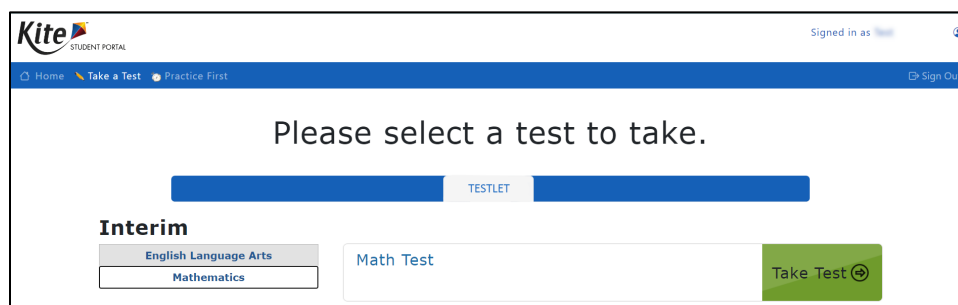 Kite
STUDENT PORTAL
Signed in as
Home Take a Test Practice First
Sign Ou
Please select a test to take.
TESTLET
Interim
English Language Arts
Mathematics
Math Test
Take Test